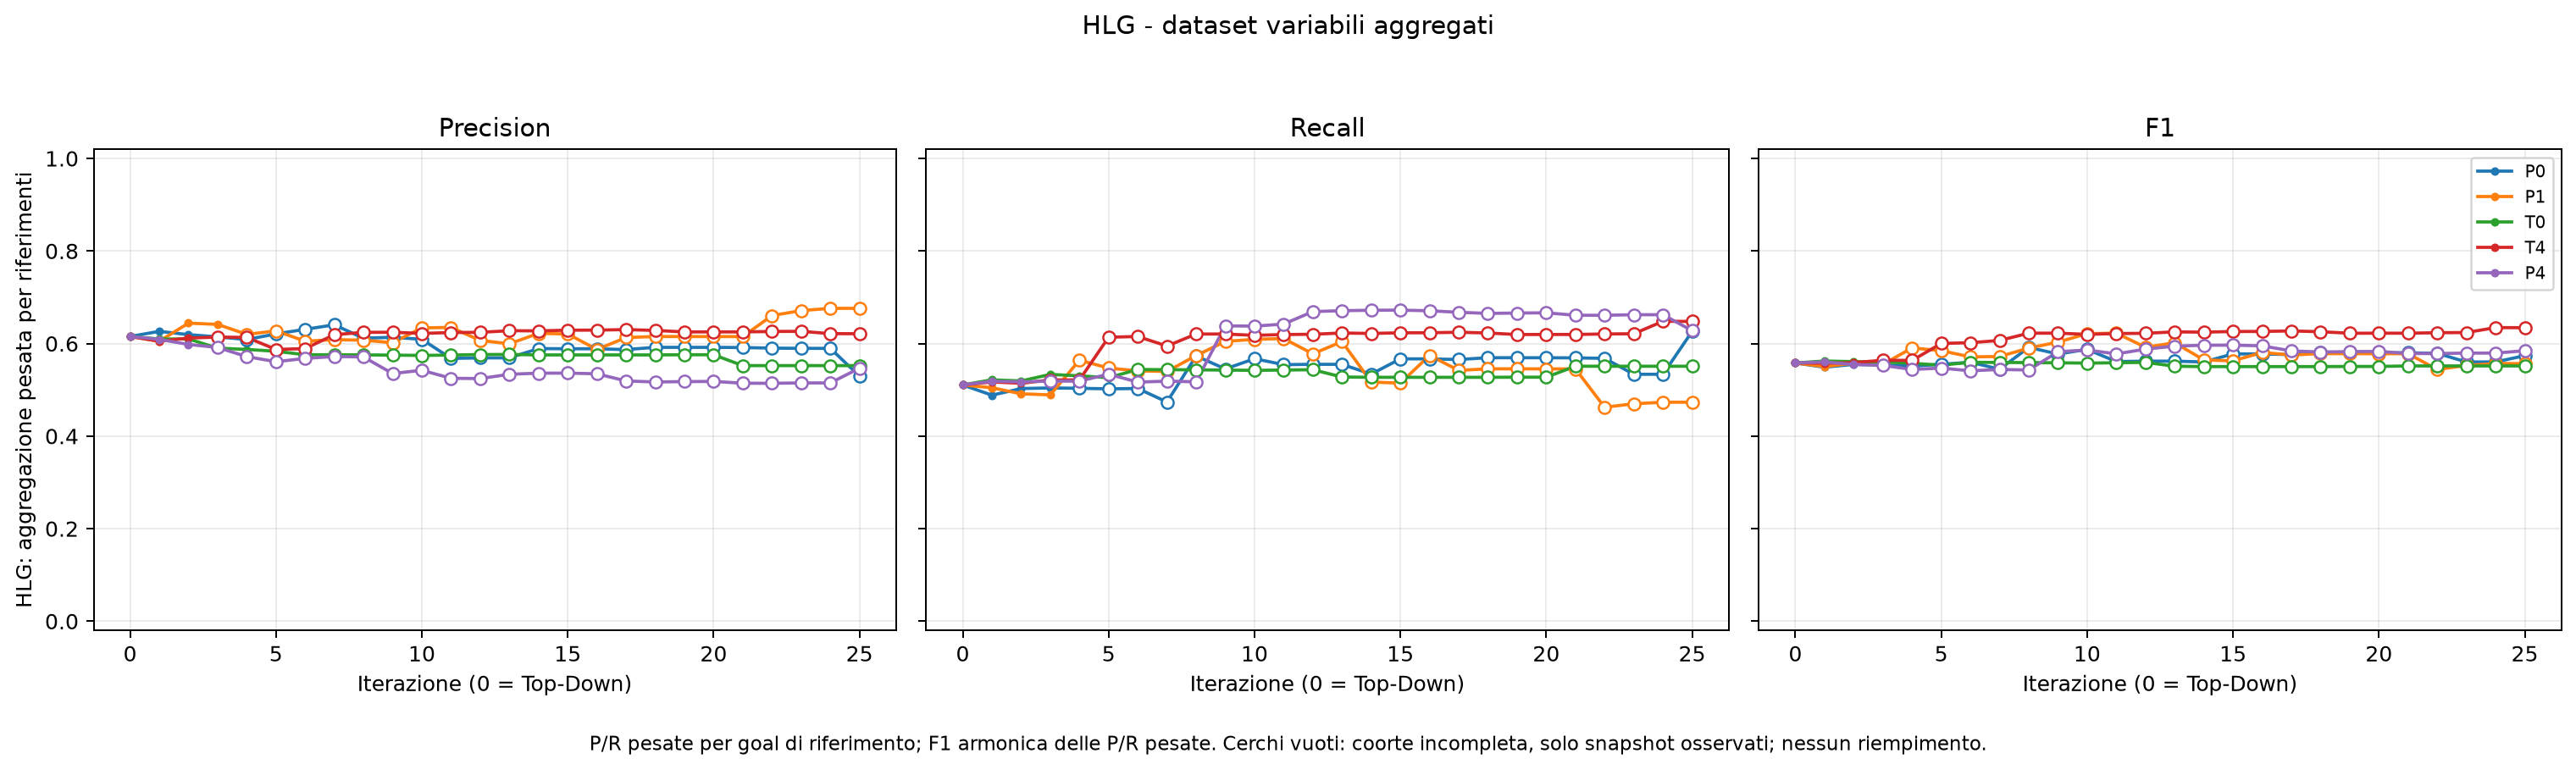 HLG - dataset variabili aggregati
Precision
Recall
F1
HLG: aggregazione pesata per riferimenti
1.0
0.8
0.6
0.4
0.2
0.0
0 5 10 15 20 25
0 5 10 15 20 25
0 5 10 15 20 25
P0
P1
T0
T4
P4
Iterazione (0 = Top-Down)
Iterazione (0 = Top-Down)
Iterazione (0 = Top-Down)
P/R pesate per goal di riferimento; F1 armonica delle P/R pesate. Cerchi vuoti: coorte incompleta, solo snapshot osservati; nessun riempimento.